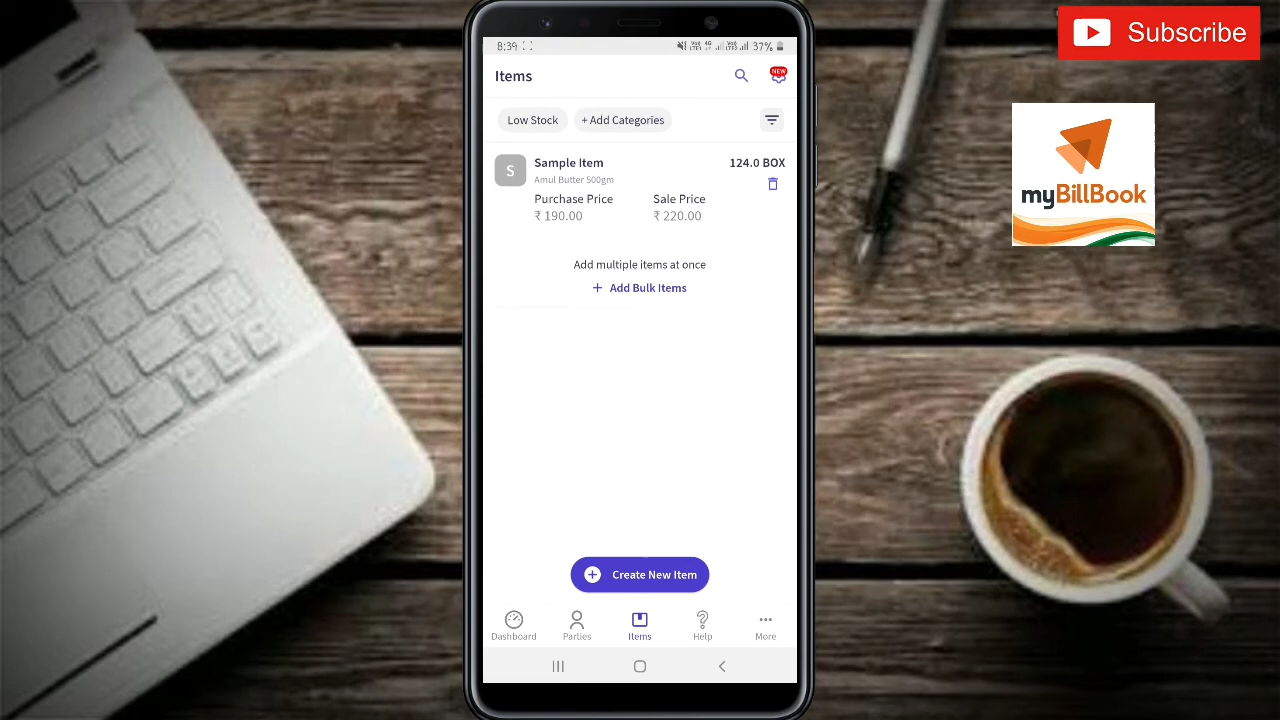 Subscribe
myBillBook
8:39
37%
Items
NEW
Low Stock
+ Add Categories
S
Sample Item
124.0 BOX
Amul Butter 500gm
Purchase Price
Sale Price
₹ 190.00
₹ 220.00
Add multiple items at once
+ Add Bulk Items
+ Create New Item
Dashboard
Parties
Items
Help
More